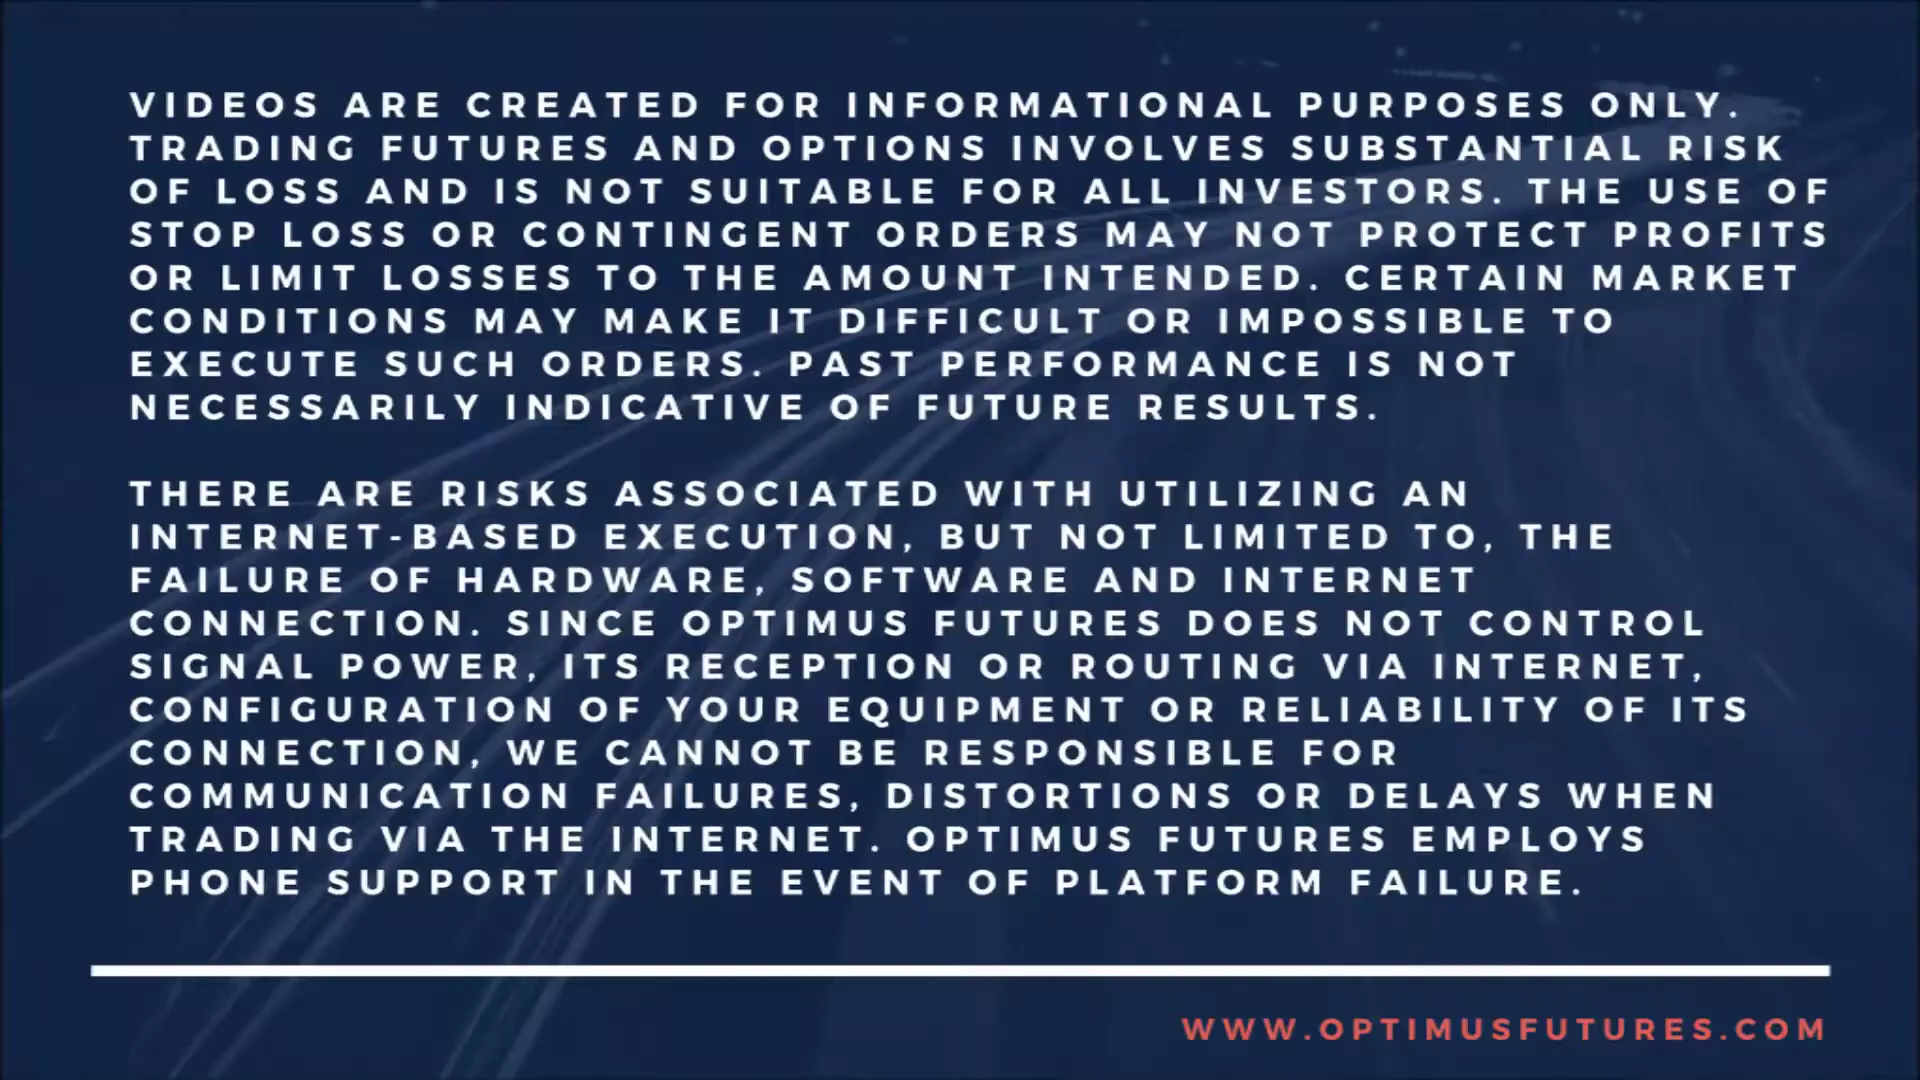 VIDEOS ARE CREATED FOR INFORMATIONAL PURPOSES ONLY.
TRADING FUTURES AND OPTIONS INVOLVES SUBSTANTIAL RISK
OF LOSS AND IS NOT SUITABLE FOR ALL INVESTORS. THE USE OF
STOP LOSS OR CONTINGENT ORDERS MAY NOT PROTECT PROFITS
OR LIMIT LOSSES TO THE AMOUNT INTENDED. CERTAIN MARKET
CONDITIONS MAY MAKE IT DIFFICULT OR IMPOSSIBLE TO
EXECUTE SUCH ORDERS. PAST PERFORMANCE IS NOT
NECESSARILY INDICATIVE OF FUTURE RESULTS.
THERE ARE RISKS ASSOCIATED WITH UTILIZING AN
INTERNET-BASED EXECUTION, BUT NOT LIMITED TO, THE
FAILURE OF HARDWARE, SOFTWARE AND INTERNET
CONNECTION. SINCE OPTIMUS FUTURES DOES NOT CONTROL
SIGNAL POWER, ITS RECEPTION OR ROUTING VIA INTERNET,
CONFIGURATION OF YOUR EQUIPMENT OR RELIABILITY OF ITS
CONNECTION, WE CANNOT BE RESPONSIBLE FOR
COMMUNICATION FAILURES, DISTORTIONS OR DELAYS WHEN
TRADING VIA THE INTERNET. OPTIMUS FUTURES EMPLOYS
PHONE SUPPORT IN THE EVENT OF PLATFORM FAILURE.
WWW.OPTIMUSFUTURES.COM